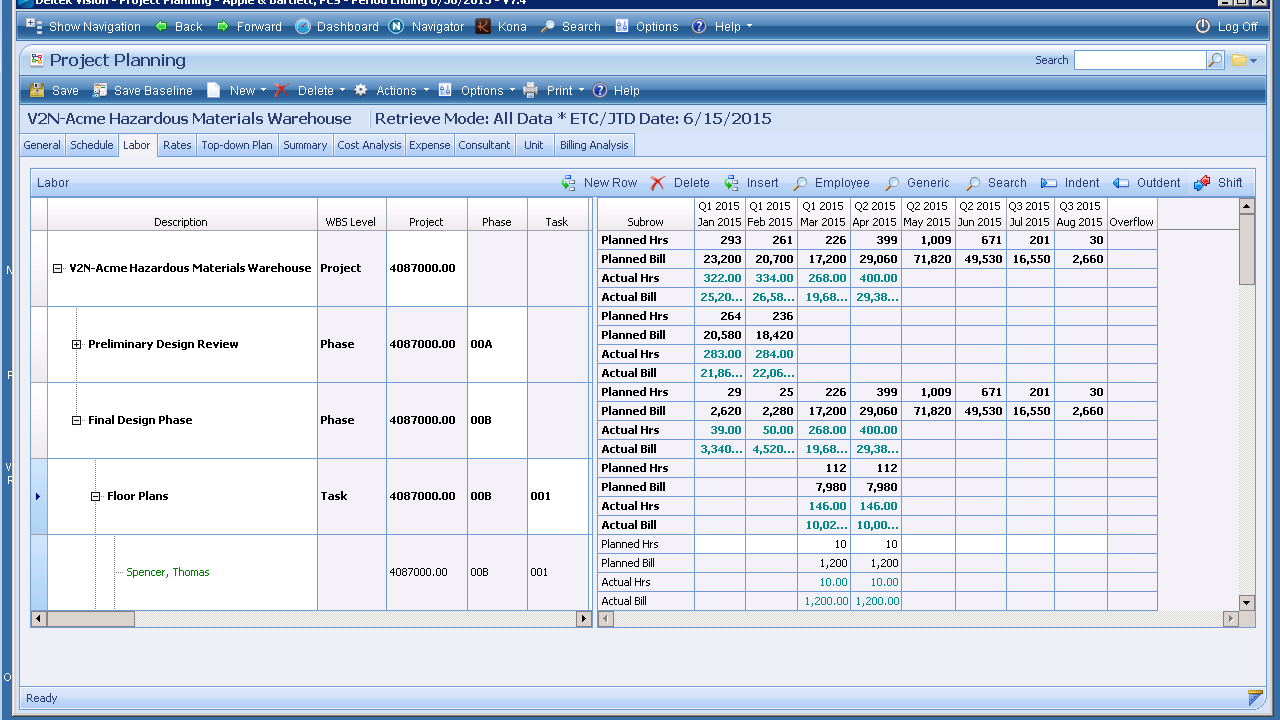 Deltek Vision - Project Planning - Apple & Bartlett, PCS - Period Ending 6/30/2015 - v7.4
Show Navigation Back Forward Dashboard Navigator Kona Search Options Help Log Off
Project Planning Search
Save Save Baseline New Delete Actions Options Print Help
V2N-Acme Hazardous Materials Warehouse Retrieve Mode: All Data * ETC/JTD Date: 6/15/2015
General Schedule Labor Rates Top-down Plan Summary Cost Analysis Expense Consultant Unit Billing Analysis
Labor New Row Delete Insert Employee Generic Search Indent Outdent Shift
Q1 2015 Q1 2015 Q1 2015 Q2 2015 Q2 2015 Q2 2015 Q3 2015 Q3 2015
Description WBS Level Project Phase Task Subrow Jan 2015 Feb 2015 Mar 2015 Apr 2015 May 2015 Jun 2015 Jul 2015 Aug 2015 Overflow
Planned Hrs 293 261 226 399 1,009 671 201 30
Planned Bill 23,200 20,700 17,200 29,060 71,820 49,530 16,550 2,660
V2N-Acme Hazardous Materials Warehouse Project 4087000.00
Actual Hrs 322.00 334.00 268.00 400.00
Actual Bill 25,20... 26,58... 19,68... 29,38...
Planned Hrs 264 236
Planned Bill 20,580 18,420
Preliminary Design Review Phase 4087000.00 00A
Actual Hrs 283.00 284.00
Actual Bill 21,86... 22,06...
Planned Hrs 29 25 226 399 1,009 671 201 30
Planned Bill 2,620 2,280 17,200 29,060 71,820 49,530 16,550 2,660
Final Design Phase Phase 4087000.00 00B
Actual Hrs 39.00 50.00 268.00 400.00
Actual Bill 3,340... 4,520... 19,68... 29,38...
Planned Hrs 112 112
Planned Bill 7,980 7,980
Floor Plans Task 4087000.00 00B 001
Actual Hrs 146.00 146.00
Actual Bill 10,02... 10,00...
Planned Hrs 10 10
Planned Bill 1,200 1,200
Spencer, Thomas 4087000.00 00B 001
Actual Hrs 10.00 10.00
Actual Bill 1,200.00 1,200.00
Ready